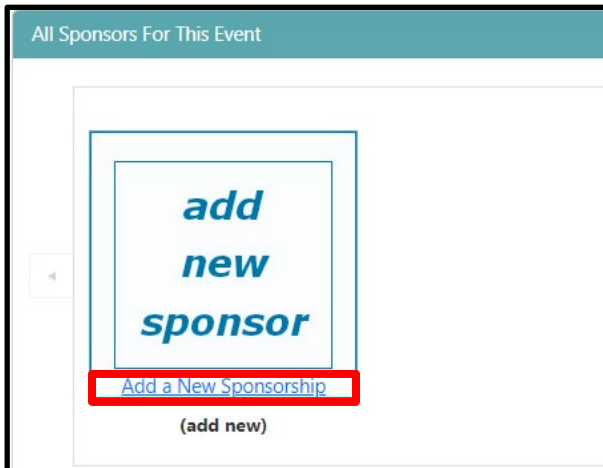 All Sponsors For This Event
add
new
sponsor
Add a New Sponsorship
(add new)